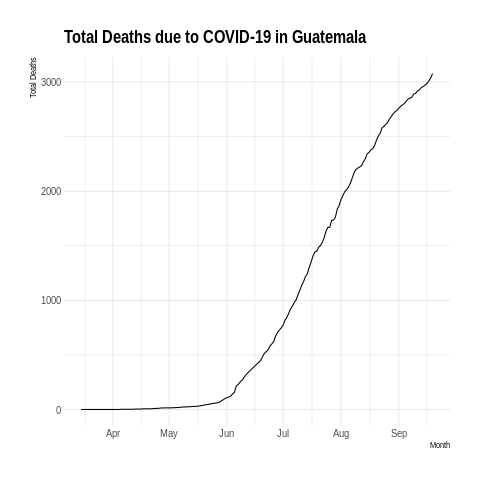 Total Deaths due to COVID-19 in Guatemala
Total Deaths
3000
2000
1000
0
Apr May Jun Jul Aug Sep
Month